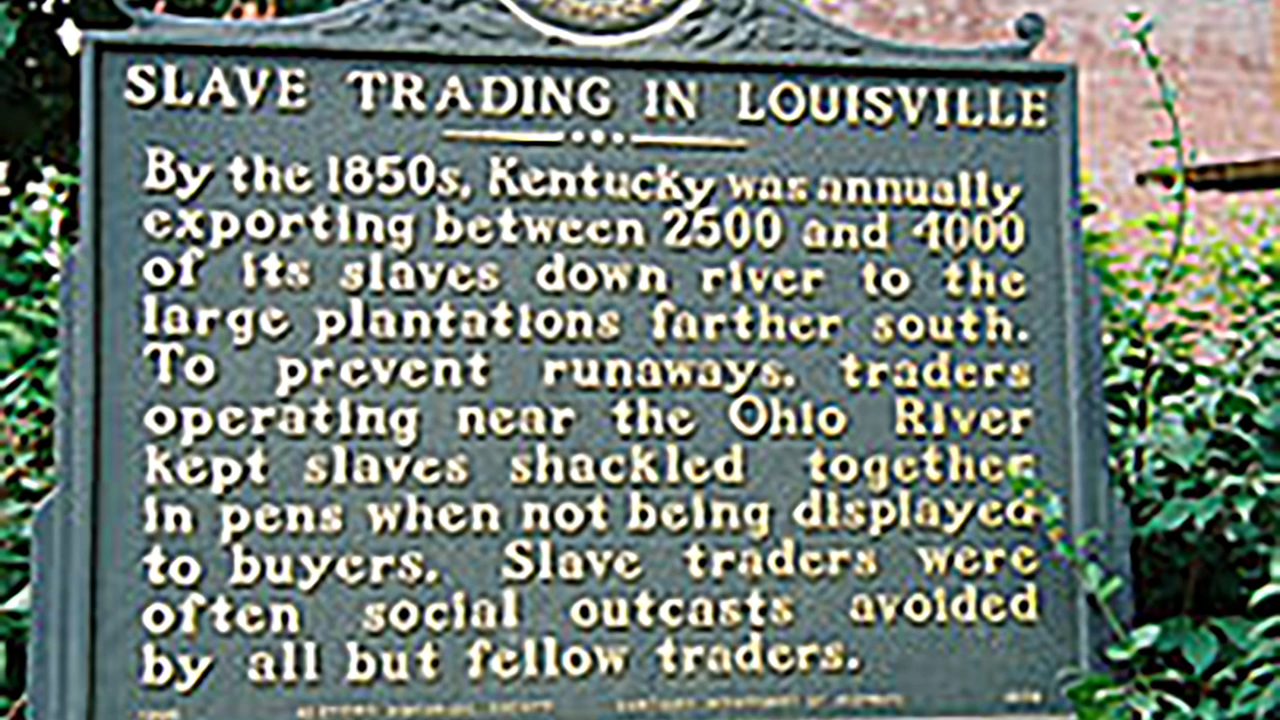 SLAVE TRADING IN LOUISVILLE
By the 1850s, Kentucky was annually
exporting between 2500 and 4000
of its slaves down river to the
large plantations farther south.
To prevent runaways, traders
operating near the Ohio River
kept slaves shackled together
in pens when not being displayed
to buyers. Slave traders were
often social outcasts avoided
by all but fellow traders.